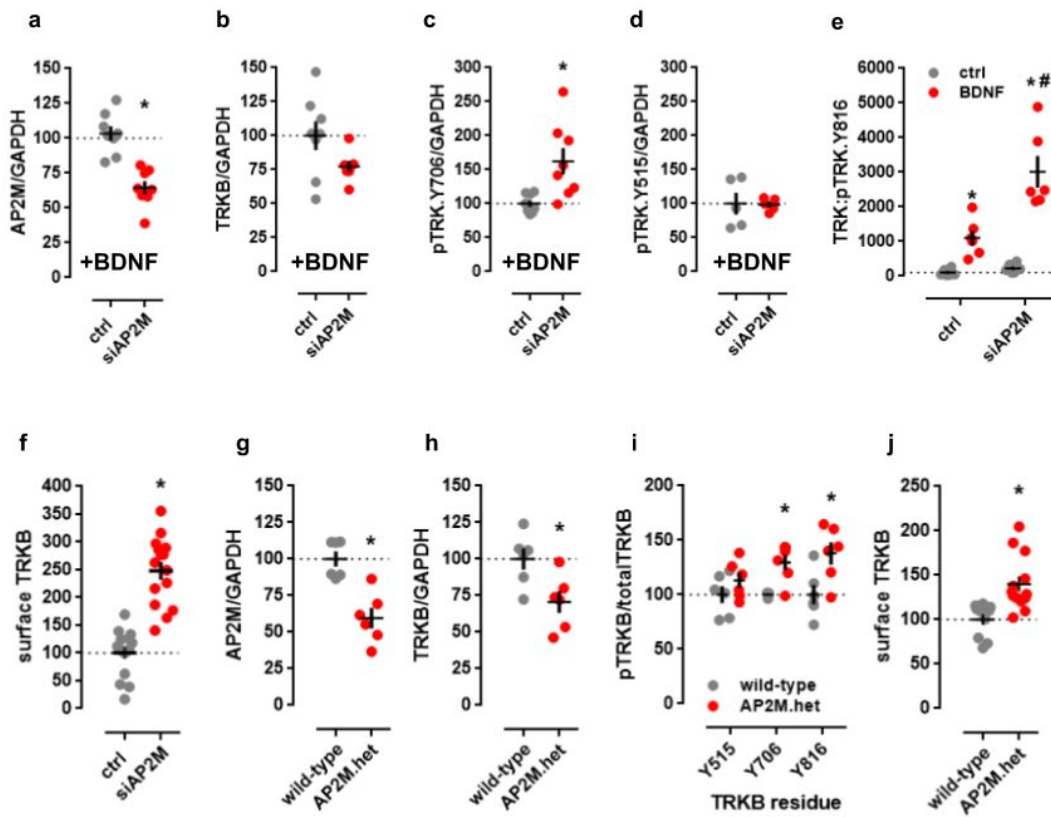 a
AP2M/GAPDH
150
125
100
75
50
25
0
*
+BDNF
ctrl
siAP2M
b
TRKB/GAPDH
150
125
100
75
50
25
0
+BDNF
ctrl
siAP2M
c
pTRK.Y706/GAPDH
300
250
200
150
100
50
0
*
+BDNF
ctrl
siAP2M
d
pTRK.Y515/GAPDH
300
250
200
150
100
50
0
+BDNF
ctrl
siAP2M
e
TRK:pTRK.Y816
6000
5000
4000
3000
2000
1000
0
ctrl
BDNF
*
*#
ctrl
siAP2M
f
surface TRKB
400
350
300
250
200
150
100
50
0
*
ctrl
siAP2M
g
AP2M/GAPDH
150
125
100
75
50
25
0
*
wild-type
AP2M.het
h
TRKB/GAPDH
150
125
100
75
50
25
0
*
wild-type
AP2M.het
i
pTRKB/totalTRKB
200
150
100
50
0
*
*
wild-type
AP2M.het
Y515
Y706
Y816
TRKB residue
j
surface TRKB
250
200
150
100
50
0
*
wild-type
AP2M.het